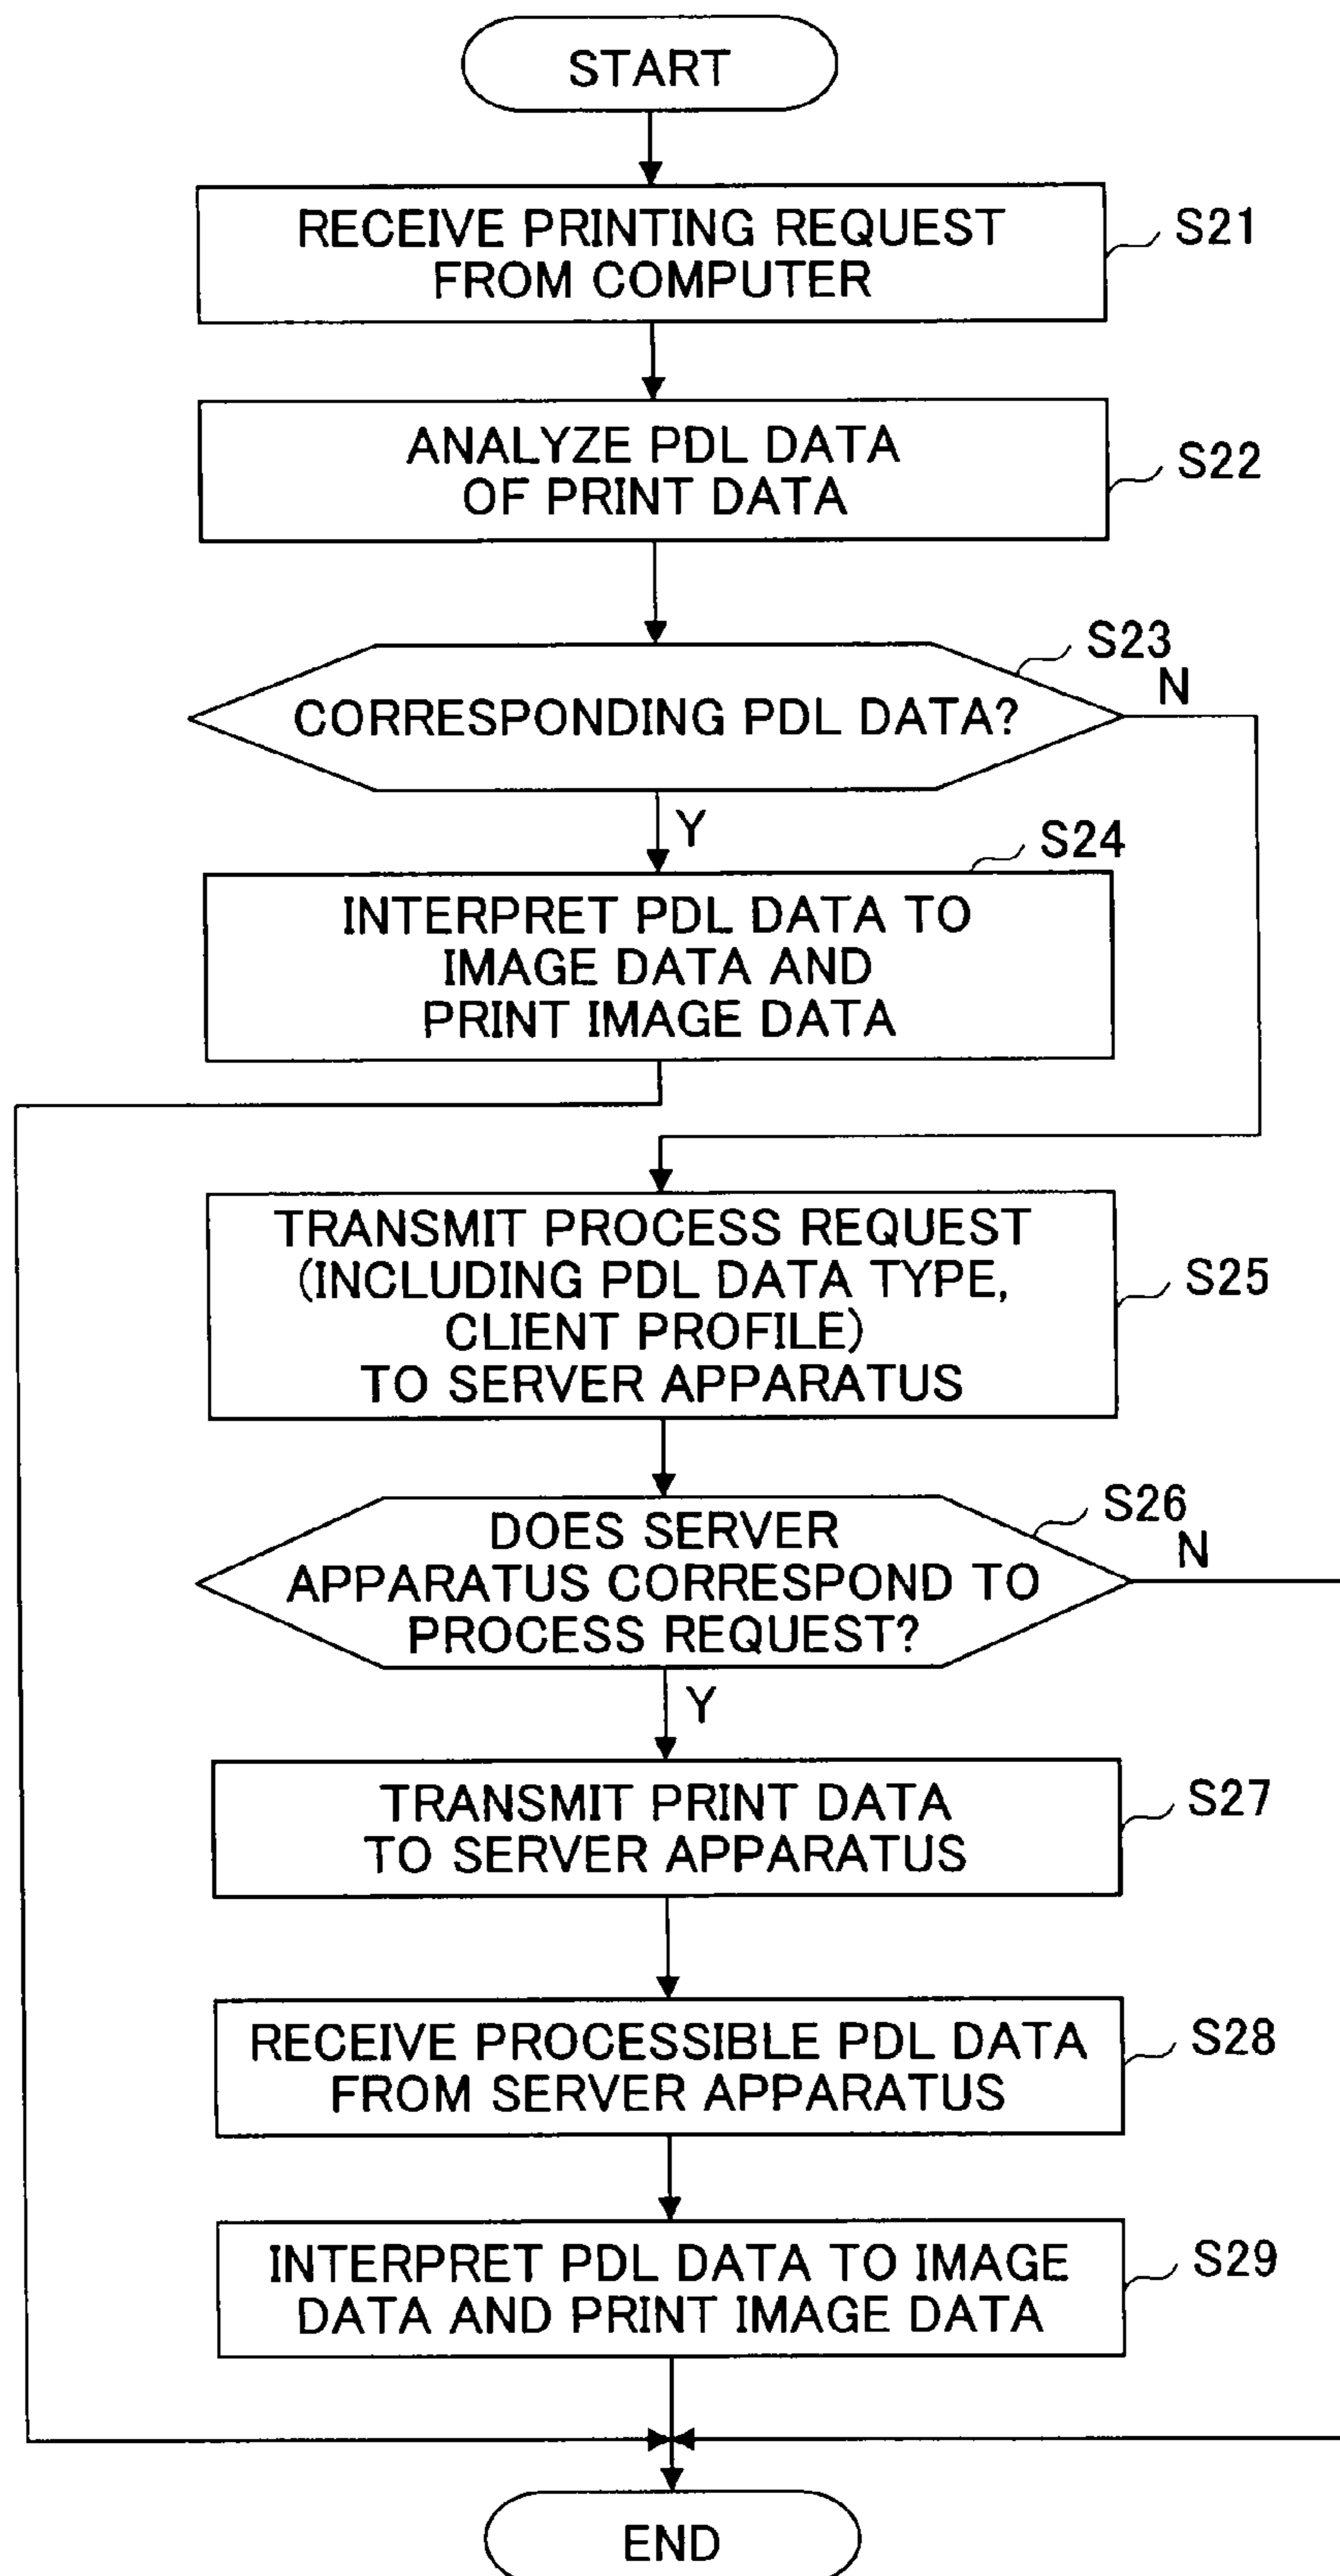 START
RECEIVE PRINTING REQUEST
FROM COMPUTER
S21
ANALYZE PDL DATA
OF PRINT DATA
S22
S23
CORRESPONDING PDL DATA?
N
Y
S24
INTERPRET PDL DATA TO
IMAGE DATA AND
PRINT IMAGE DATA
TRANSMIT PROCESS REQUEST
(INCLUDING PDL DATA TYPE,
CLIENT PROFILE)
TO SERVER APPARATUS
S25
S26
DOES SERVER
APPARATUS CORRESPOND TO
PROCESS REQUEST?
N
Y
TRANSMIT PRINT DATA
TO SERVER APPARATUS
S27
RECEIVE PROCESSIBLE PDL DATA
FROM SERVER APPARATUS
S28
INTERPRET PDL DATA TO IMAGE
DATA AND PRINT IMAGE DATA
S29
END